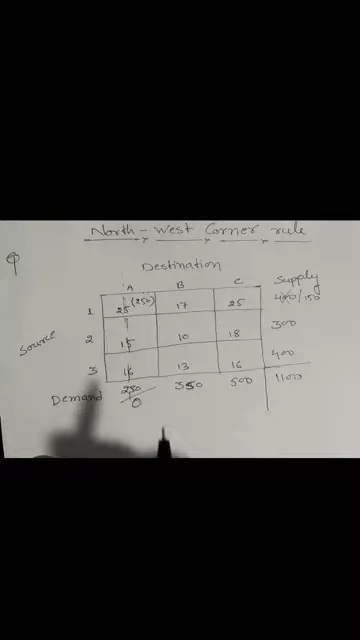 North-West Corner rule
Destination
A B C Supply
1 25 (250) 17 25 400/150
2 15 10 18 300
3 16 13 16 400
Source
Demand 250 350 500 1100
0